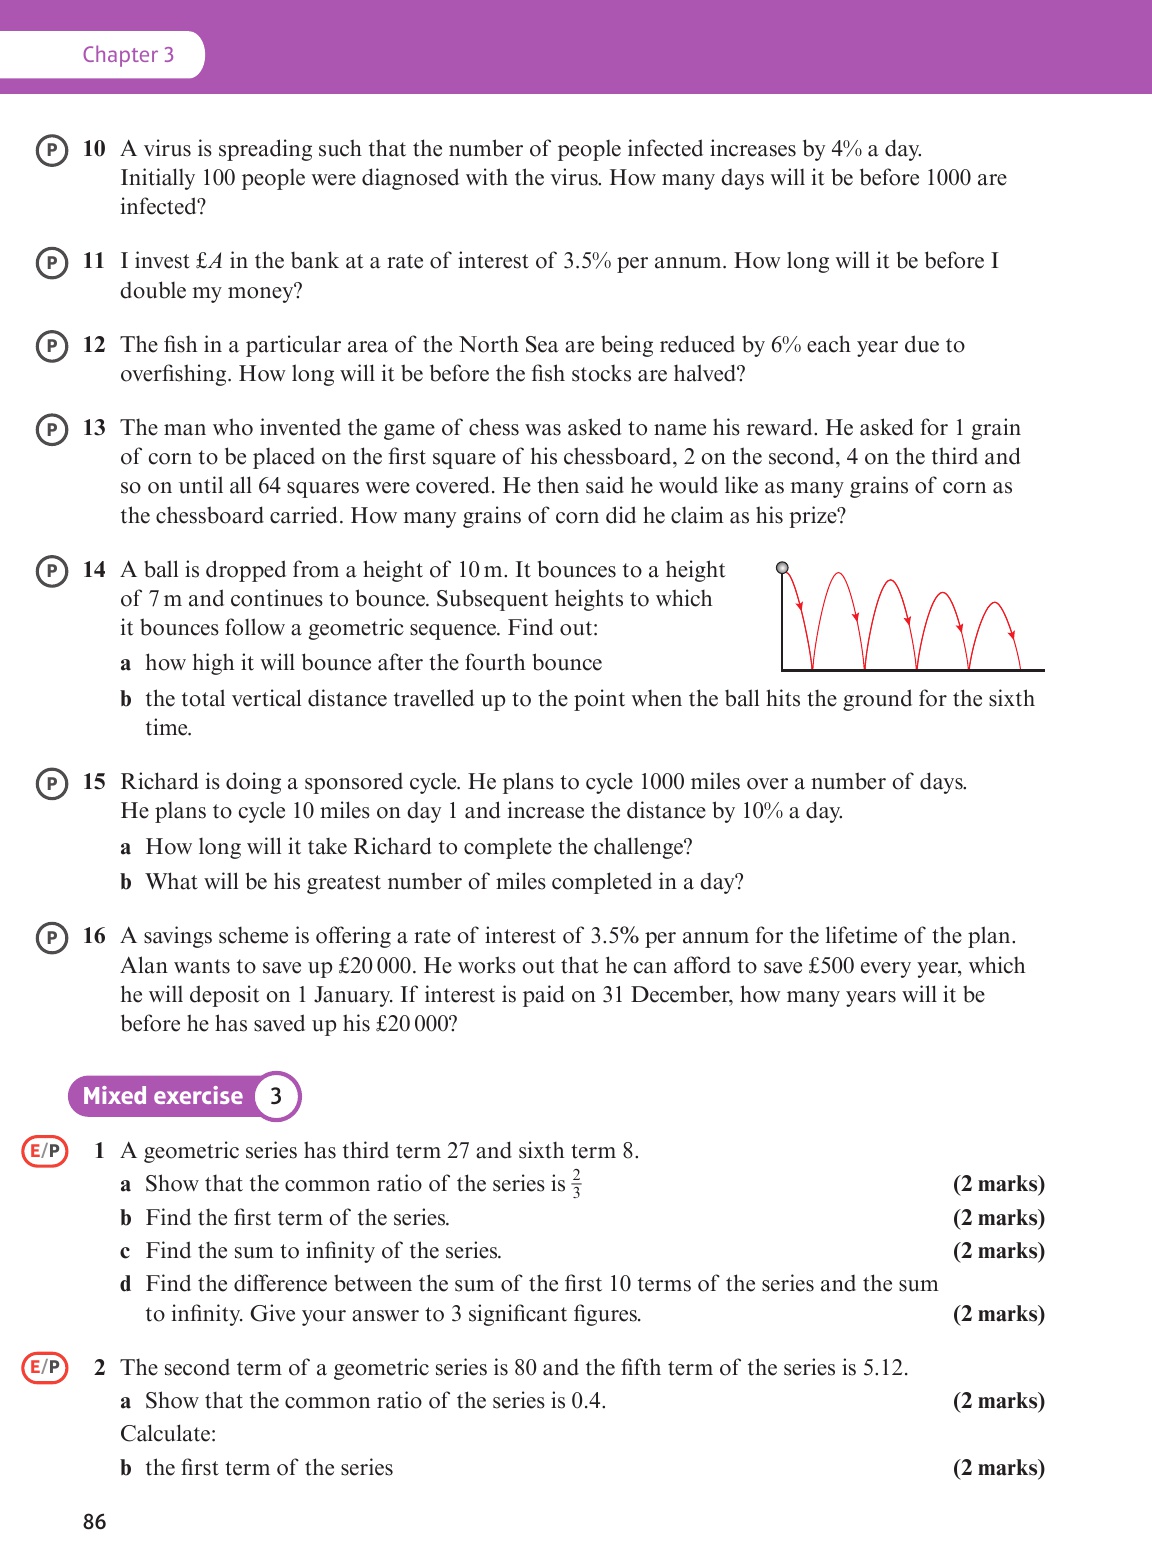 Chapter 3
P 10 A virus is spreading such that the number of people infected increases by 4% a day.
Initially 100 people were diagnosed with the virus. How many days will it be before 1000 are
infected?
P 11 I invest £A in the bank at a rate of interest of 3.5% per annum. How long will it be before I
double my money?
P 12 The fish in a particular area of the North Sea are being reduced by 6% each year due to
overfishing. How long will it be before the fish stocks are halved?
P 13 The man who invented the game of chess was asked to name his reward. He asked for 1 grain
of corn to be placed on the first square of his chessboard, 2 on the second, 4 on the third and
so on until all 64 squares were covered. He then said he would like as many grains of corn as
the chessboard carried. How many grains of corn did he claim as his prize?
P 14 A ball is dropped from a height of 10 m. It bounces to a height
of 7 m and continues to bounce. Subsequent heights to which
it bounces follow a geometric sequence. Find out:
a how high it will bounce after the fourth bounce
b the total vertical distance travelled up to the point when the ball hits the ground for the sixth
time.
P 15 Richard is doing a sponsored cycle. He plans to cycle 1000 miles over a number of days.
He plans to cycle 10 miles on day 1 and increase the distance by 10% a day.
a How long will it take Richard to complete the challenge?
b What will be his greatest number of miles completed in a day?
P 16 A savings scheme is offering a rate of interest of 3.5% per annum for the lifetime of the plan.
Alan wants to save up £20 000. He works out that he can afford to save £500 every year, which
he will deposit on 1 January. If interest is paid on 31 December, how many years will it be
before he has saved up his £20 000?
Mixed exercise 3
E/P 1 A geometric series has third term 27 and sixth term 8.
a Show that the common ratio of the series is 2/3 (2 marks)
b Find the first term of the series. (2 marks)
c Find the sum to infinity of the series. (2 marks)
d Find the difference between the sum of the first 10 terms of the series and the sum
to infinity. Give your answer to 3 significant figures. (2 marks)
E/P 2 The second term of a geometric series is 80 and the fifth term of the series is 5.12.
a Show that the common ratio of the series is 0.4. (2 marks)
Calculate:
b the first term of the series (2 marks)
86